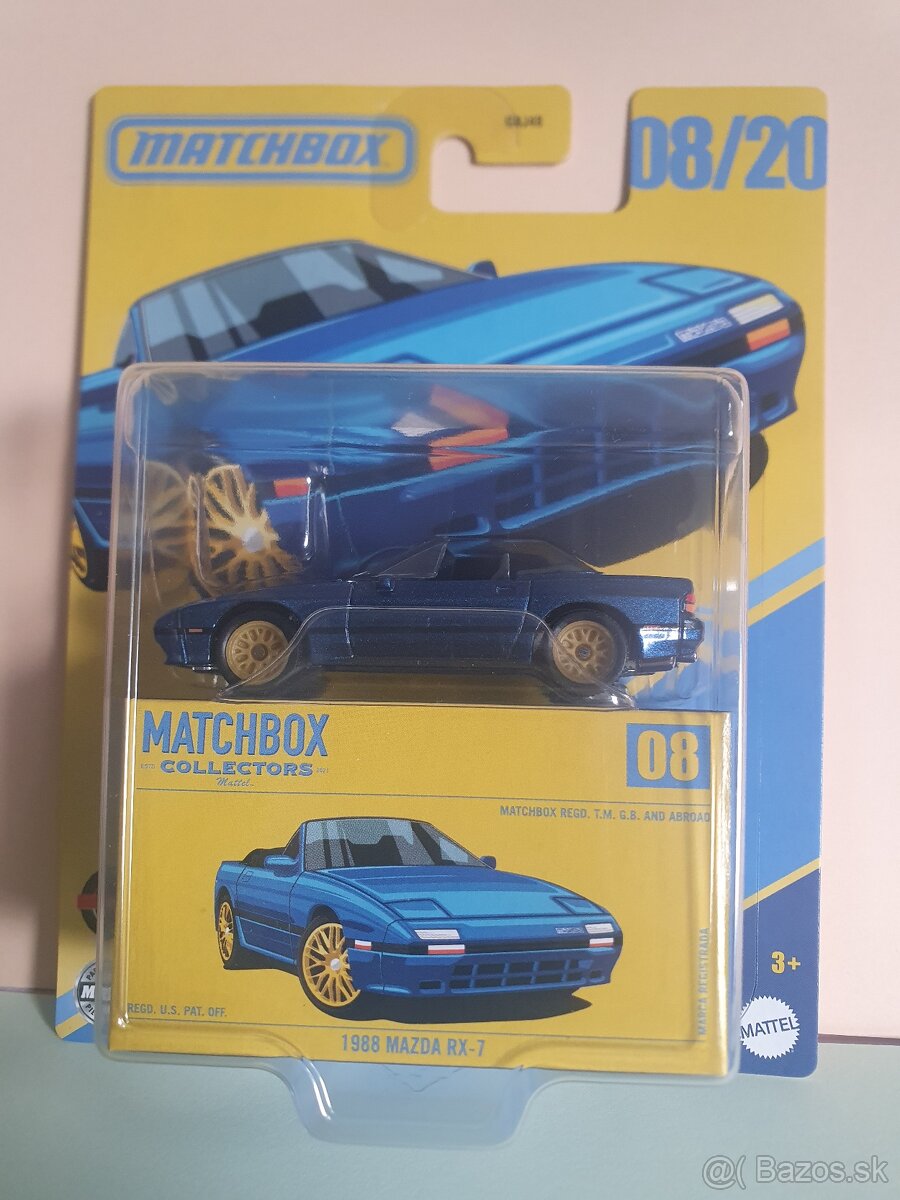 MATCHBOX
08/20
MATCHBOX
COLLECTORS
Mattel
08
MATCHBOX REGD. T.M. G.B. AND ABROAD
MARCA REGISTRADA
REGD. U.S. PAT. OFF.
1988 MAZDA RX-7
3+
MATTEL
@( Bazos.sk